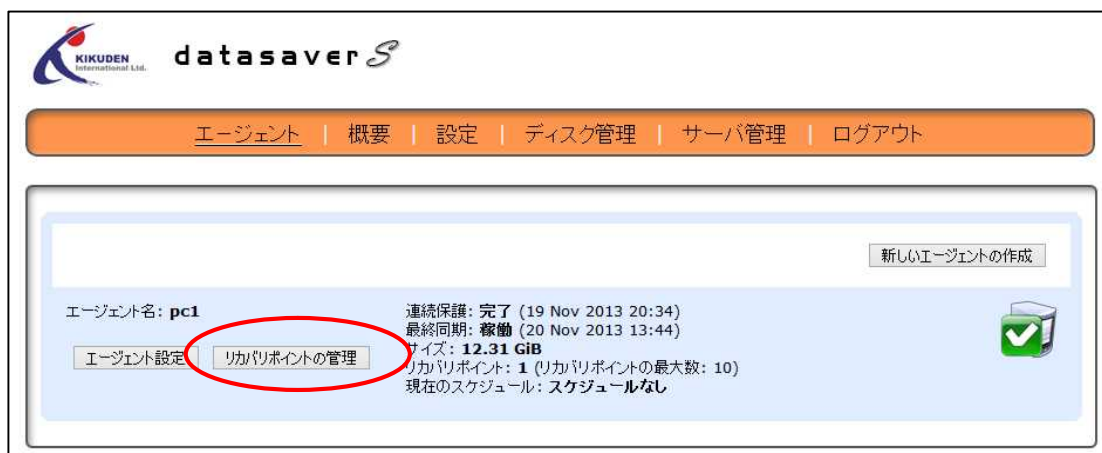 KIKUDEN
International Ltd.
datasaver S
エージェント | 概要 | 設定 | ディスク管理 | サーバ管理 | ログアウト
新しいエージェントの作成
エージェント名: pc1
エージェント設定
リカバリポイントの管理
連続保護: 完了 (19 Nov 2013 20:34)
最終同期: 稼働 (20 Nov 2013 13:44)
サイズ: 12.31 GiB
リカバリポイント: 1 (リカバリポイントの最大数: 10)
現在のスケジュール: スケジュールなし